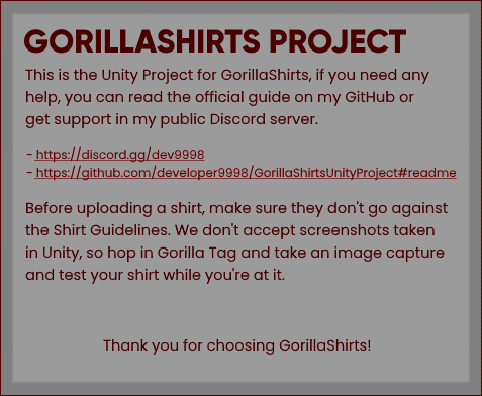 GORILLASHIRTS PROJECT
This is the Unity Project for GorillaShirts, if you need any
help, you can read the official guide on my GitHub or
get support in my public Discord server.
- https://discord.gg/dev9998
- https://github.com/developer9998/GorillaShirtsUnityProject#readme
Before uploading a shirt, make sure they don't go against
the Shirt Guidelines. We don't accept screenshots taken
in Unity, so hop in Gorilla Tag and take an image capture
and test your shirt while you're at it.
Thank you for choosing GorillaShirts!